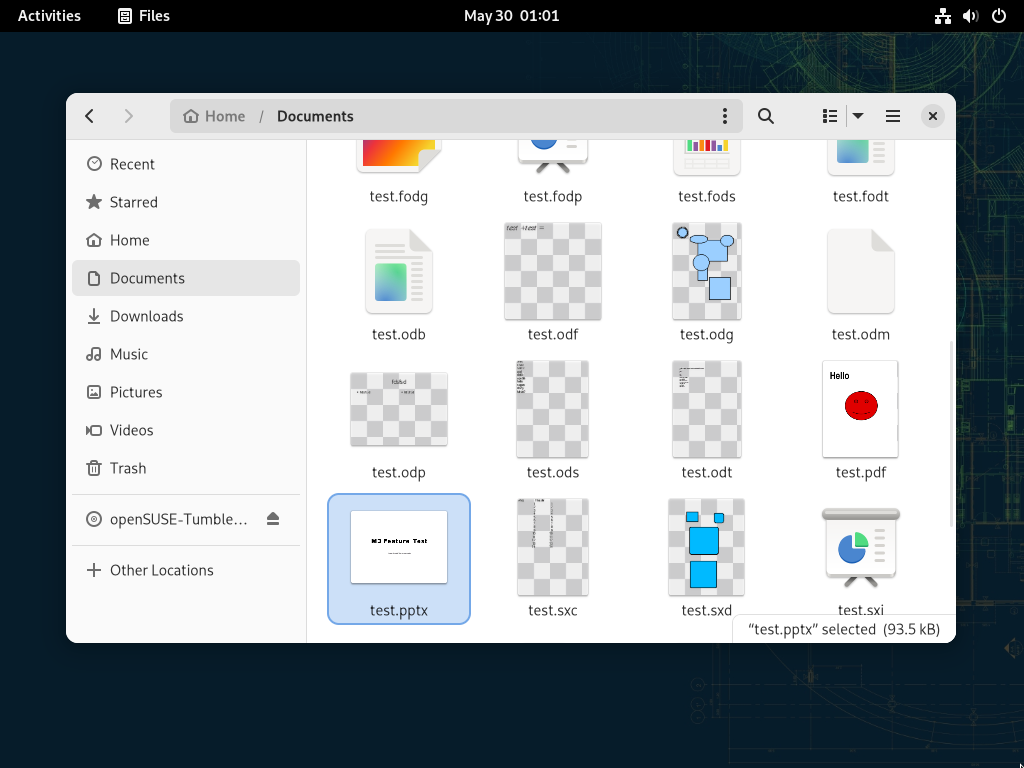 Activities Files May 30 01:01
Home / Documents
Recent
Starred
Home
Documents
Downloads
Music
Pictures
Videos
Trash
openSUSE-Tumble…
Other Locations
test.fodg test.fodp test.fods test.fodt
test.odb test.odf test.odg test.odm
Hello
test.odp test.ods test.odt test.pdf
M3 Feature Test
test.pptx test.sxc test.sxd test.sxi
“test.pptx” selected (93.5 kB)